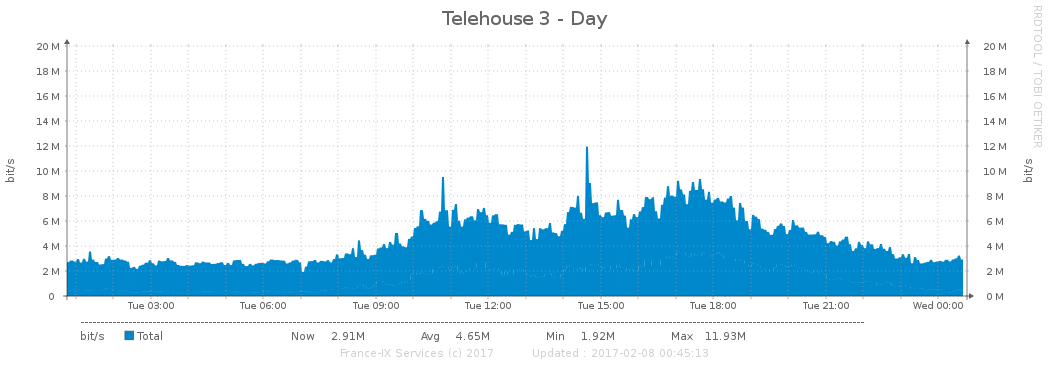 Telehouse 3 - Day
RRDTOOL / TOBI OETIKER
20 M 20 M
18 M 18 M
16 M 16 M
14 M 14 M
12 M 12 M
10 M 10 M
8 M 8 M
6 M 6 M
4 M 4 M
2 M 2 M
0 0 M
bit/s bit/s
Tue 03:00 Tue 06:00 Tue 09:00 Tue 12:00 Tue 15:00 Tue 18:00 Tue 21:00 Wed 00:00
bit/s Total Now 2.91M Avg 4.65M Min 1.92M Max 11.93M
France-IX Services (c) 2017 Updated : 2017-02-08 00:45:13